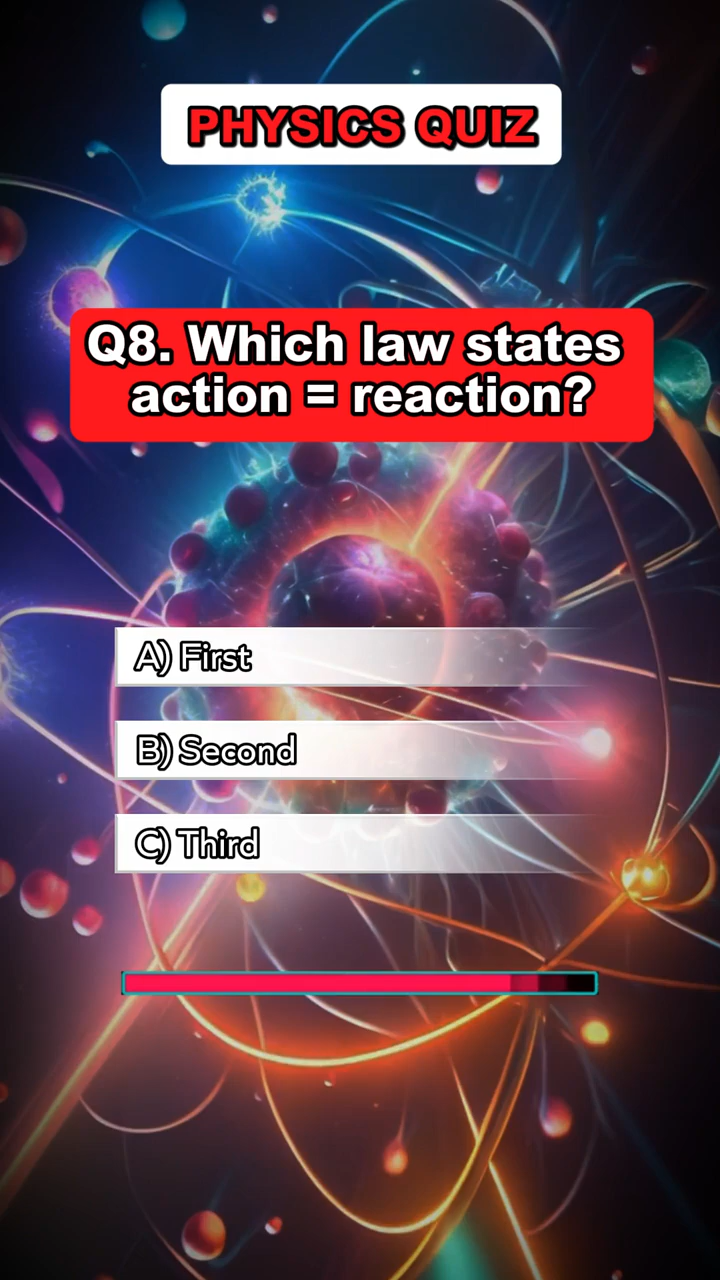 PHYSICS QUIZ
Q8. Which law states
action = reaction?
A) First
B) Second
C) Third